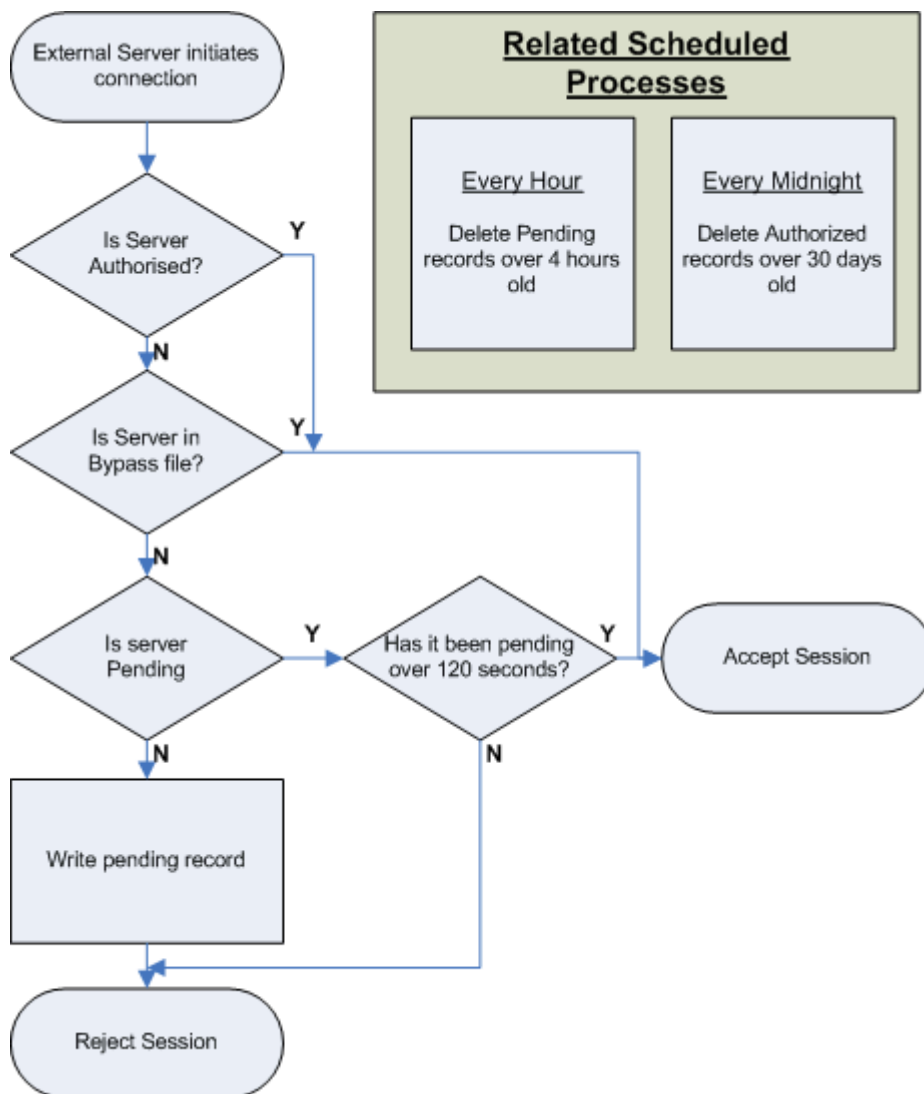 External Server initiates
connection
Related Scheduled
Processes
Every Hour
Delete Pending
records over 4 hours
old
Every Midnight
Delete Authorized
records over 30 days
old
Is Server
Authorised?
Y
N
Is Server in
Bypass file?
Y
N
Is server
Pending
Y
Has it been pending
over 120 seconds?
Y
Accept Session
N
N
Write pending record
Reject Session